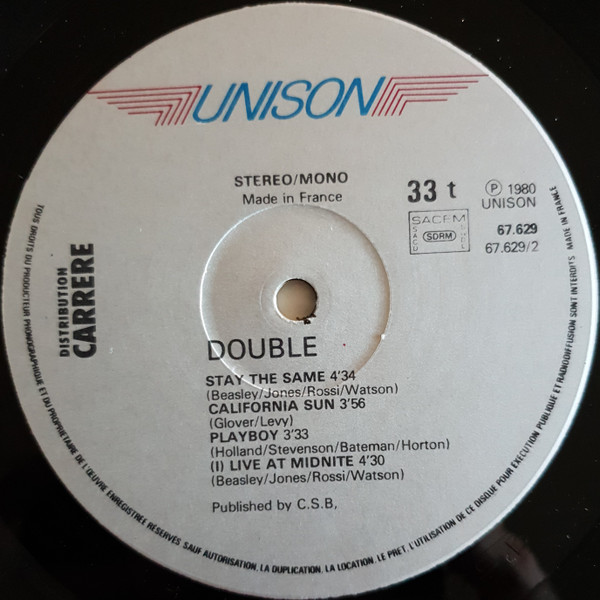 UNISON
STEREO/MONO
Made in France
33 t
Ⓟ 1980
UNISON
SACEM
SACD
SDRM
67.629
67.629/2
DISTRIBUTION
CARRERE
DOUBLE
STAY THE SAME 4'34
(Beasley/Jones/Rossi/Watson)
CALIFORNIA SUN 3'56
(Glover/Levy)
PLAYBOY 3'33
(Holland/Stevenson/Bateman/Horton)
(I) LIVE AT MIDNITE 4'30
(Beasley/Jones/Rossi/Watson)
Published by C.S.B,
TOUS DROITS DU PRODUCTEUR PHONOGRAPHIQUE ET DU PROPRIETAIRE DE L'ŒUVRE ENREGISTRÉE RESERVES SAUF AUTORISATION, LA DUPLICATION, LA LOCATION, LE PRET, L'UTILISATION DE CE DISQUE POUR EXECUTION PUBLIQUE ET RADIODIFFUSION SONT INTERDITS MADE IN FRANCE